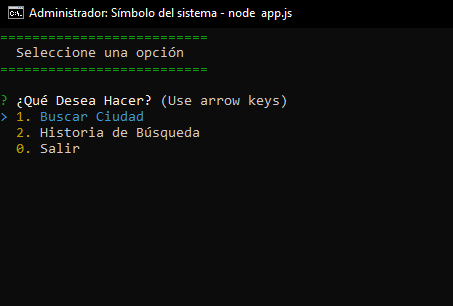 Administrador: Símbolo del sistema - node app.js
==========================
Seleccione una opción
==========================
? ¿Qué Desea Hacer? (Use arrow keys)
> 1. Buscar Ciudad
2. Historia de Búsqueda
0. Salir